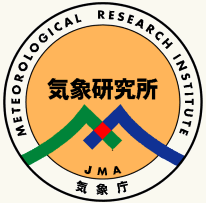 METEOROLOGICAL RESEARCH INSTITUTE
気象研究所
JMA
気象庁